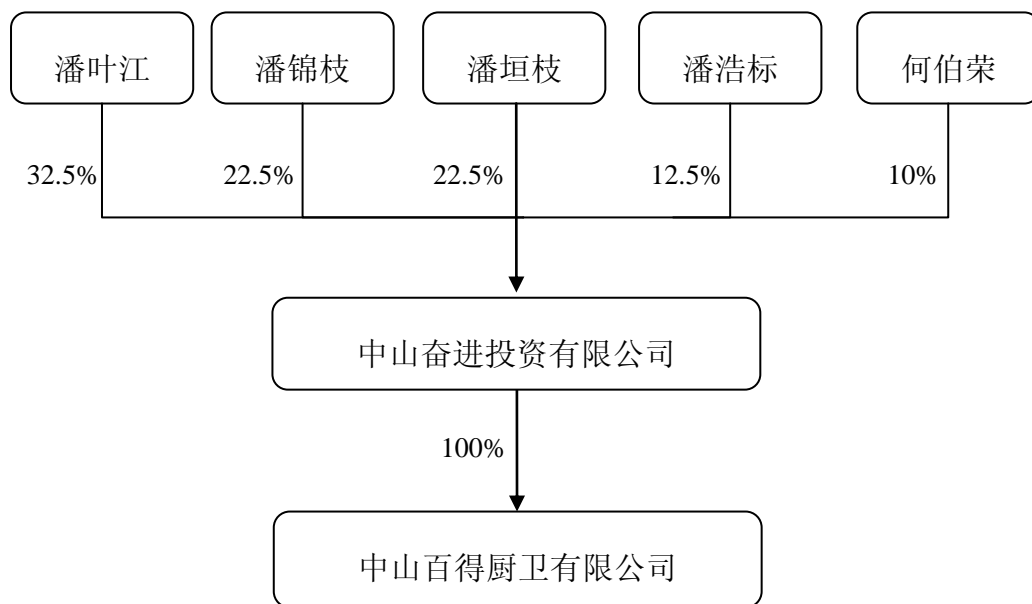 潘叶江
潘锦枝
潘垣枝
潘浩标
何伯荣
32.5%
22.5%
22.5%
12.5%
10%
中山奋进投资有限公司
100%
中山百得厨卫有限公司